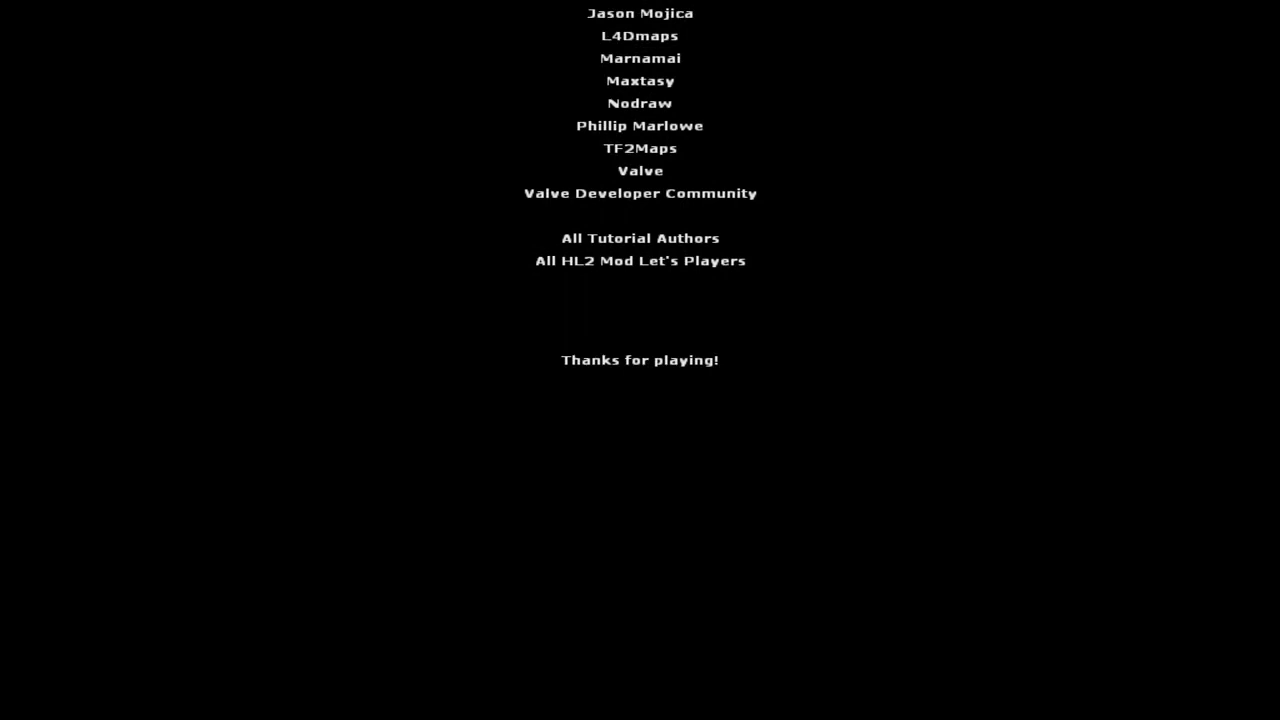 Jason Mojica
L4Dmaps
Marnamai
Maxtasy
Nodraw
Phillip Marlowe
TF2Maps
Valve
Valve Developer Community
All Tutorial Authors
All HL2 Mod Let's Players
Thanks for playing!